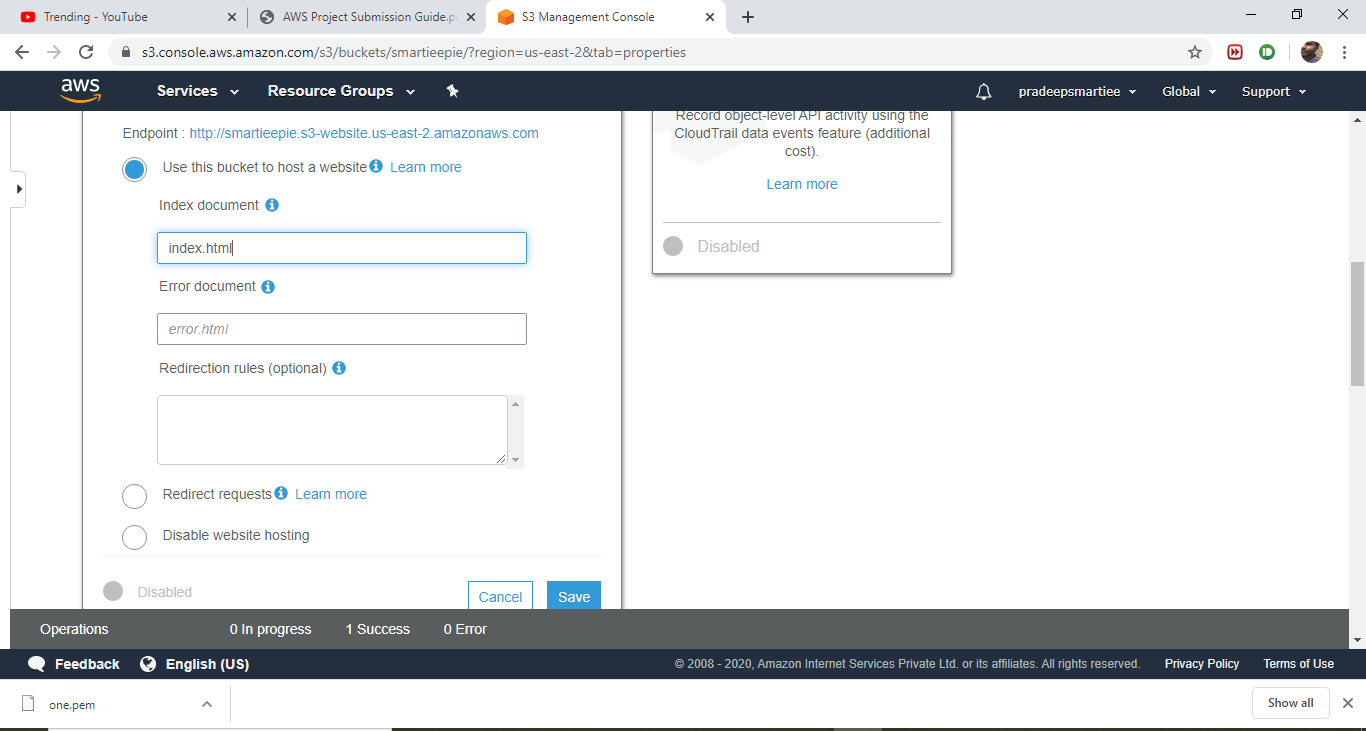 Trending - YouTube
AWS Project Submission Guide.p
S3 Management Console
s3.console.aws.amazon.com/s3/buckets/smartieepie/?region=us-east-2&tab=properties
aws
Services
Resource Groups
pradeepsmartiee
Global
Support
Endpoint : http://smartieepie.s3-website.us-east-2.amazonaws.com
Use this bucket to host a website
Learn more
Index document
index.html
Error document
error.html
Redirection rules (optional)
Redirect requests
Learn more
Disable website hosting
Disabled
Cancel
Save
Record object-level API activity using the
CloudTrail data events feature (additional
cost).
Learn more
Disabled
Operations
0 In progress
1 Success
0 Error
Feedback
English (US)
© 2008 - 2020, Amazon Internet Services Private Ltd. or its affiliates. All rights reserved.
Privacy Policy
Terms of Use
one.pem
Show all